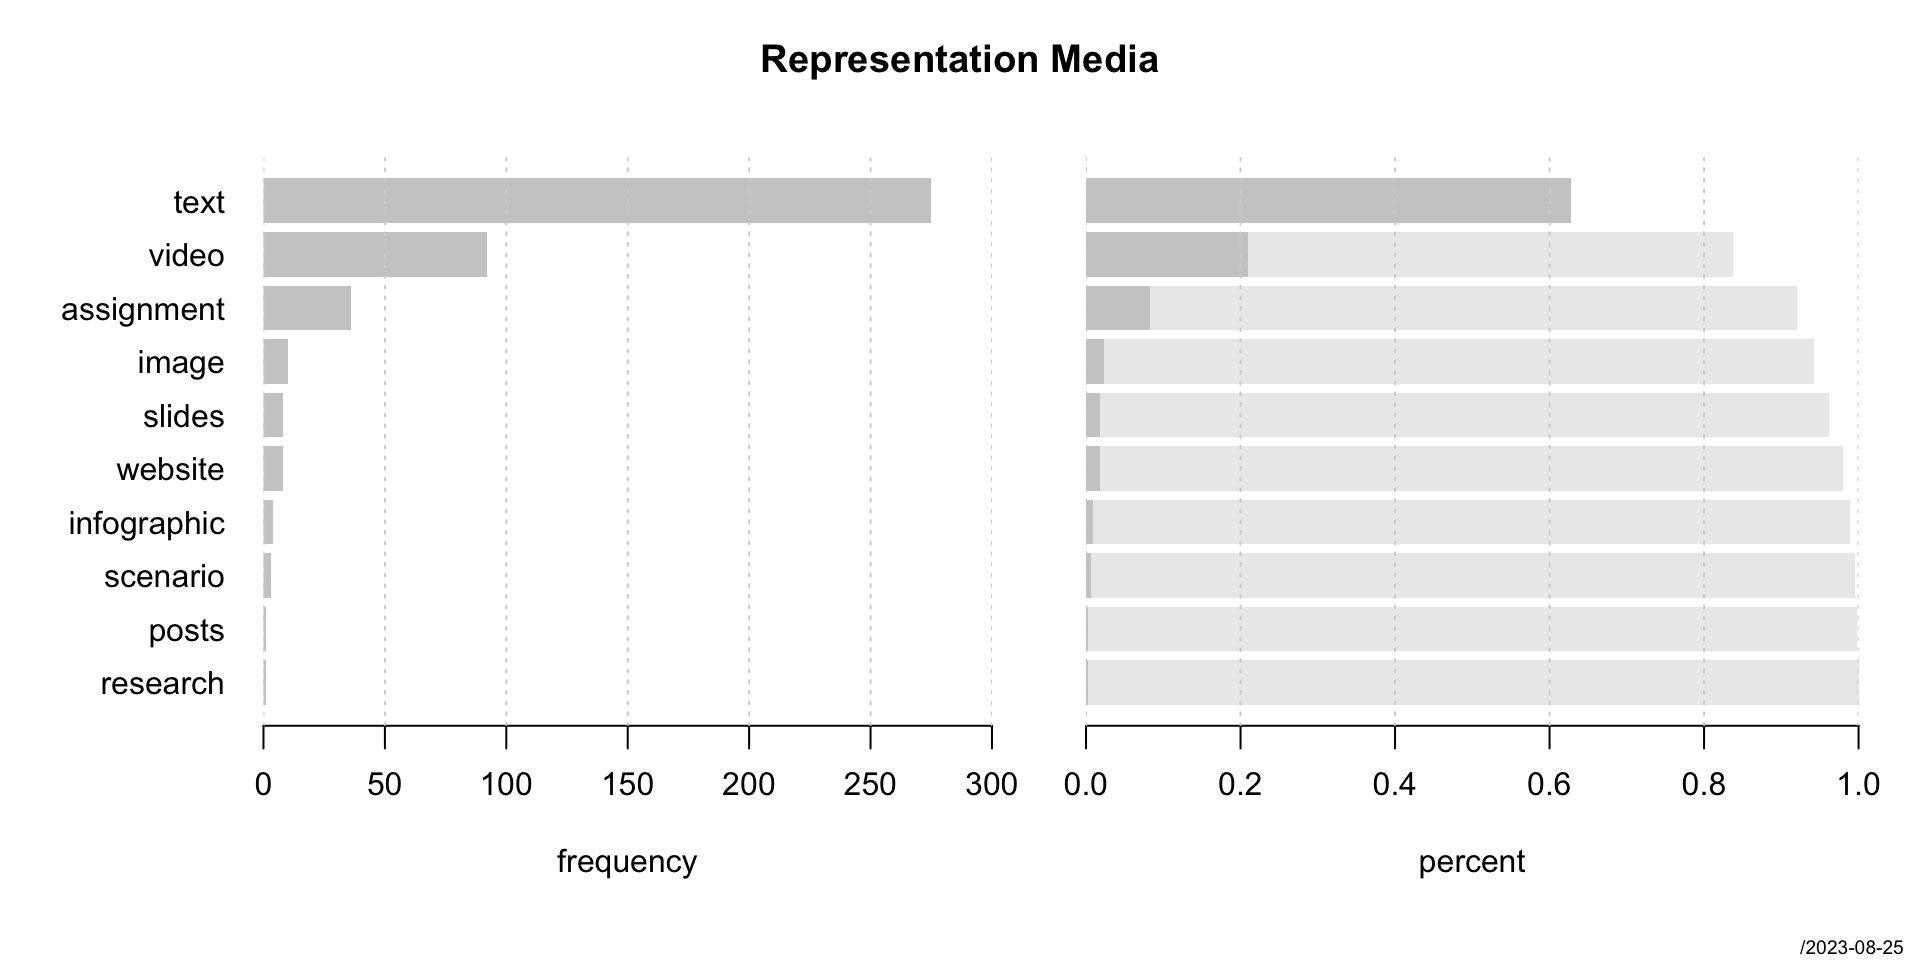 Representation Media
text
video
assignment
image
slides
website
infographic
scenario
posts
research
0 50 100 150 200 250 300
0.0 0.2 0.4 0.6 0.8 1.0
frequency
percent
/2023-08-25